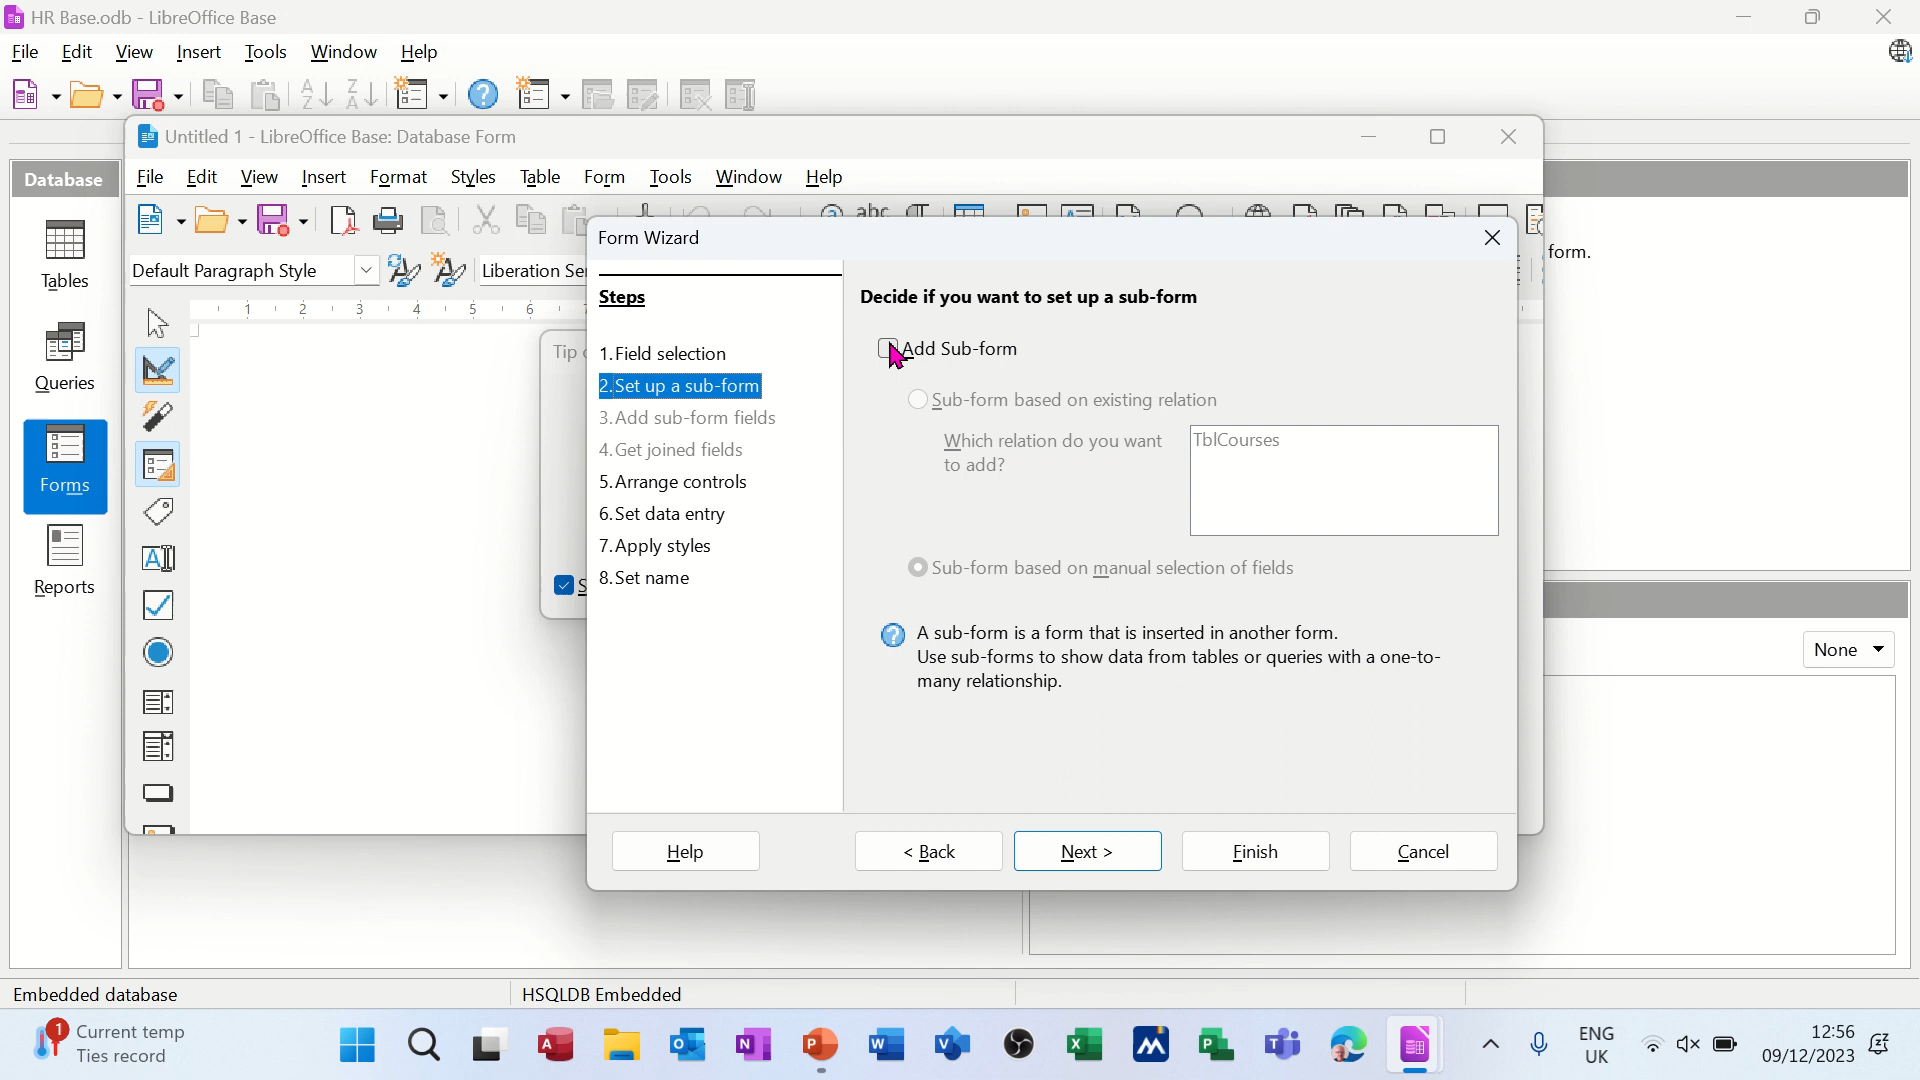 HR Base.odb - LibreOffice Base
File Edit View Insert Tools Window Help
Untitled 1 - LibreOffice Base: Database Form
File Edit View Insert Format Styles Table Form Tools Window Help
Default Paragraph Style
Liberation
1 2 3 4 5 6
Database
Tables
Queries
Forms
Reports
Tip
Form Wizard
Steps
1. Field selection
2. Set up a sub-form
3. Add sub-form fields
4. Get joined fields
5. Arrange controls
6. Set data entry
7. Apply styles
8. Set name
Decide if you want to set up a sub-form
Add Sub-form
Sub-form based on existing relation
Which relation do you want
to add?
TblCourses
Sub-form based on manual selection of fields
A sub-form is a form that is inserted in another form.
Use sub-forms to show data from tables or queries with a one-to-
many relationship.
Help
< Back
Next >
Finish
Cancel
form.
None
Embedded database
HSQLDB Embedded
1
Current temp
Ties record
ENG
UK
12:56
09/12/2023